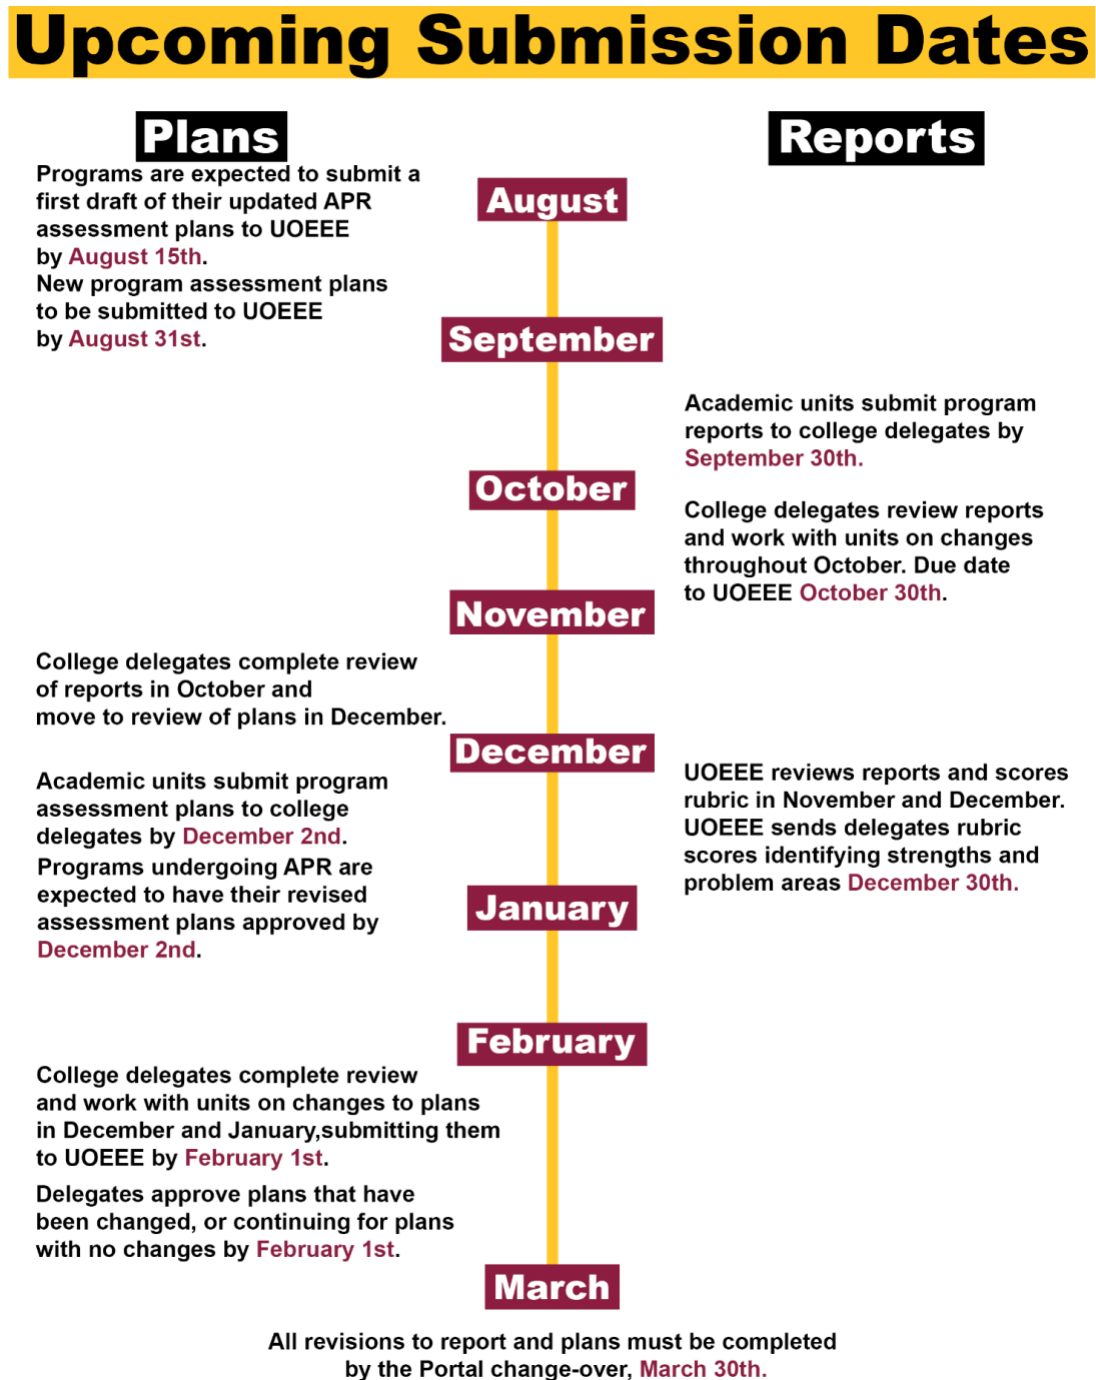 Upcoming Submission Dates
Plans
Reports
Programs are expected to submit a
first draft of their updated APR
assessment plans to UOEEE
by August 15th.
New program assessment plans
to be submitted to UOEEE
by August 31st.
August
September
Academic units submit program
reports to college delegates by
September 30th.
October
College delegates review reports
and work with units on changes
throughout October. Due date
to UOEEE October 30th.
November
College delegates complete review
of reports in October and
move to review of plans in December.
December
Academic units submit program
assessment plans to college
delegates by December 2nd.
Programs undergoing APR are
expected to have their revised
assessment plans approved by
December 2nd.
UOEEE reviews reports and scores
rubric in November and December.
UOEEE sends delegates rubric
scores identifying strengths and
problem areas December 30th.
January
February
College delegates complete review
and work with units on changes to plans
in December and January,submitting them
to UOEEE by February 1st.
Delegates approve plans that have
been changed, or continuing for plans
with no changes by February 1st.
March
All revisions to report and plans must be completed
by the Portal change-over, March 30th.